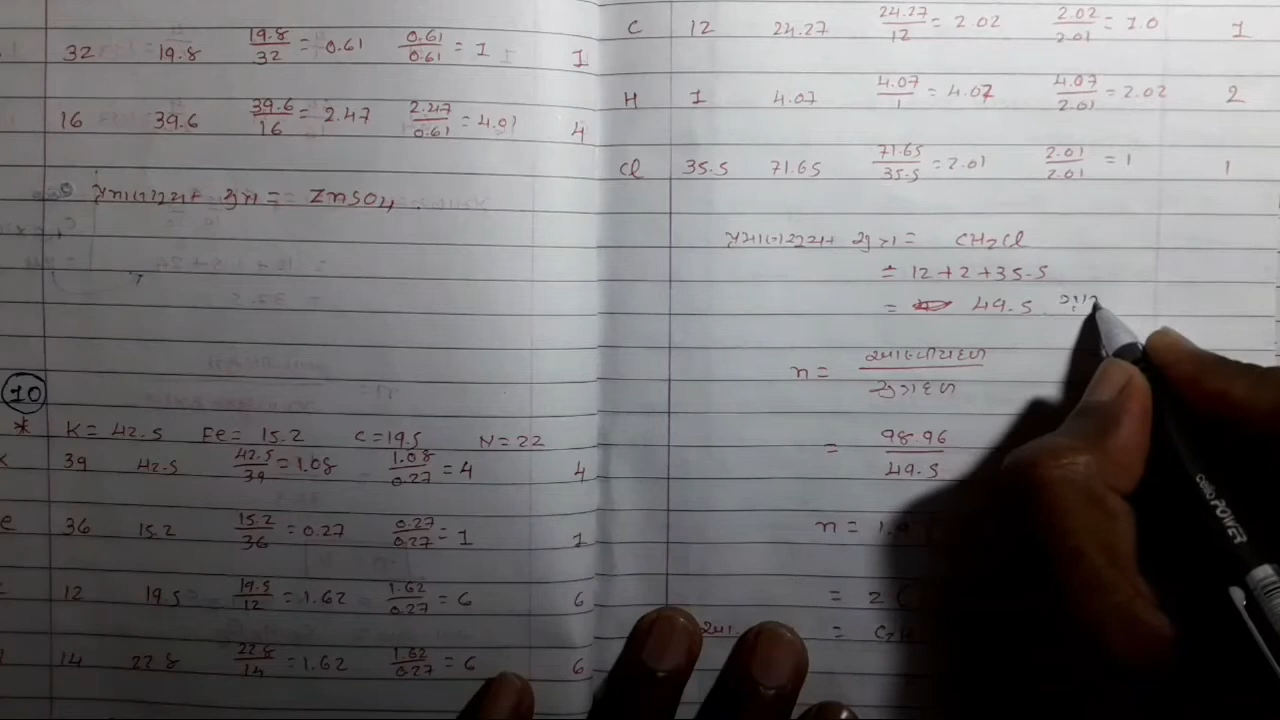 32 19.8 19.8/32 = 0.61 0.61/0.61 = 1 1
16 39.6 39.6/16 = 2.47 2.47/0.61 = 4.01 4
પ્રમાણસૂચક સૂત્ર = ZnSO4
10
* K = 42.5 Fe = 15.2 C = 19.5 N = 22
39 42.5 42.5/39 = 1.08 1.08/0.27 = 4 4
e 36 15.2 15.2/36 = 0.27 0.27/0.27 = 1 1
12 19.5 19.5/12 = 1.62 1.62/0.27 = 6 6
14 22.8 22.8/14 = 1.62 1.62/0.27 = 6 6
C 12 24.27 24.27/12 = 2.02 2.02/2.01 = 1.0 1
H 1 4.07 4.07/1 = 4.07 4.07/2.01 = 2.02 2
Cl 35.5 71.65 71.65/35.5 = 2.01 2.01/2.01 = 1 1
પ્રમાણસૂચક સૂત્ર = CH2Cl
= 12 + 2 + 35.5
= 49.5
n = આણ્વીયદળ/સૂત્રદળ
= 98.96/49.5
n = 1.9
= 2
આ. =
cello POWER